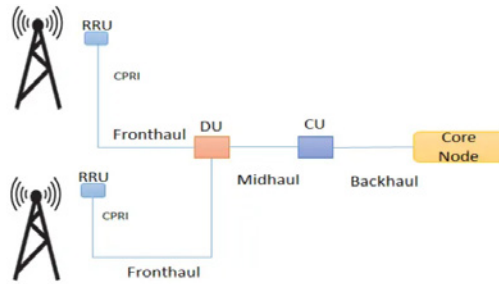 RRU
CPRI
Fronthaul
DU
CU
Core
Node
Midhaul
Backhaul
RRU
CPRI
Fronthaul